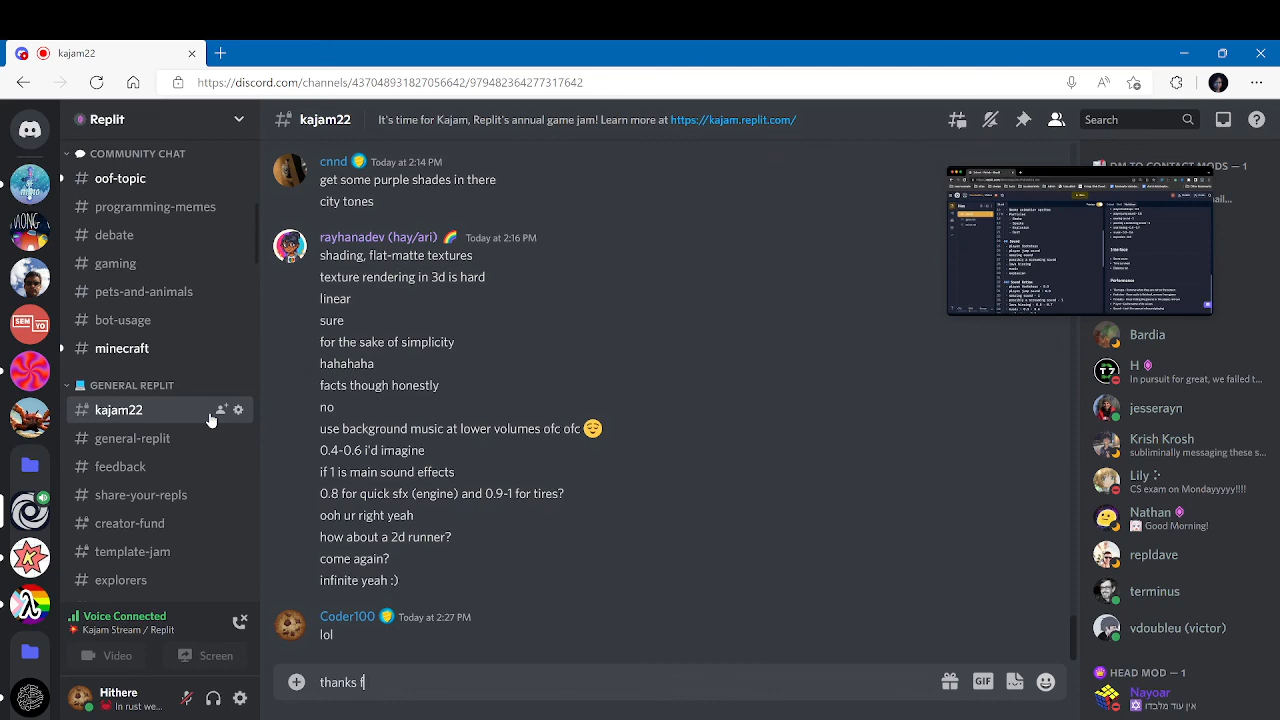 kajam22
https://discord.com/channels/437048931827056642/979482364277317642
Replit
kajam22
It's time for Kajam, Replit's annual game jam! Learn more at https://kajam.replit.com/
Search
COMMUNITY CHAT
oof-topic
programming-memes
debate
gaming
pets-and-animals
bot-usage
minecraft
GENERAL REPLIT
kajam22
general-replit
feedback
share-your-repls
creator-fund
template-jam
explorers
Voice Connected
Kajam Stream / Replit
Video
Screen
Hithere
In rust we...
cnnd Today at 2:14 PM
get some purple shades in there
city tones
rayhanadev (hay/ari) Today at 2:16 PM
blending, flat-matte textures
texture rendering in 3d is hard
linear
sure
for the sake of simplicity
hahahaha
facts though honestly
no
use background music at lower volumes ofc ofc
0.4-0.6 i'd imagine
if 1 is main sound effects
0.8 for quick sfx (engine) and 0.9-1 for tires?
ooh ur right yeah
how about a 2d runner?
come again?
infinite yeah :)
Coder100 Today at 2:27 PM
lol
thanks f
GIF
DM TO CONTACT MODS — 1
Interface
Performance
Bardia
H
In pursuit for great, we failed t...
jesserayn
Krish Krosh
subliminally messaging these s...
Lily
CS exam on Mondayyyyy!!!!
Nathan
Good Morning!
repldave
terminus
vdoubleu (victor)
HEAD MOD — 1
Nayoar
אין עוד מלבדו